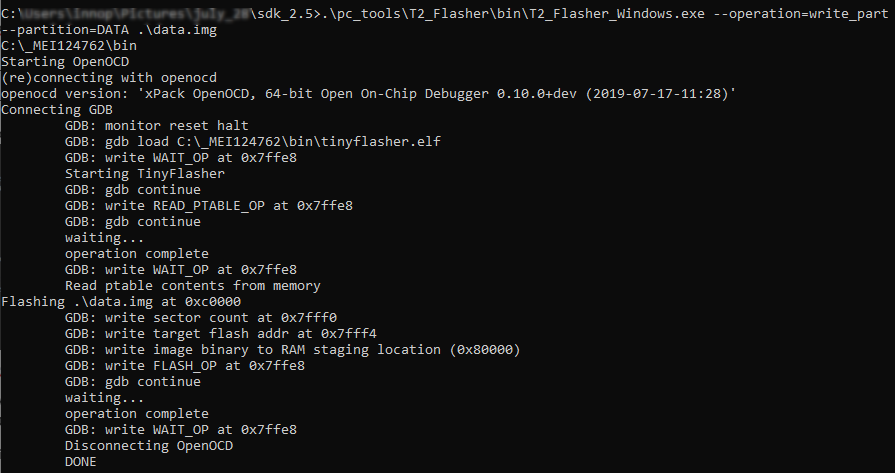 C:\ \sdk_2.5>.\pc_tools\T2_Flasher\bin\T2_Flasher_Windows.exe --operation=write_part
--partition=DATA .\data.img
C:\_MEI124762\bin
Starting OpenOCD
(re)connecting with openocd
openocd version: 'xPack OpenOCD, 64-bit Open On-Chip Debugger 0.10.0+dev (2019-07-17-11:28)'
Connecting GDB
GDB: monitor reset halt
GDB: gdb load C:\_MEI124762\bin\tinyflasher.elf
GDB: write WAIT_OP at 0x7ffe8
Starting TinyFlasher
GDB: gdb continue
GDB: write READ_PTABLE_OP at 0x7ffe8
GDB: gdb continue
waiting...
operation complete
GDB: write WAIT_OP at 0x7ffe8
Read ptable contents from memory
Flashing .\data.img at 0xc0000
GDB: write sector count at 0x7fff0
GDB: write target flash addr at 0x7fff4
GDB: write image binary to RAM staging location (0x80000)
GDB: write FLASH_OP at 0x7ffe8
GDB: gdb continue
waiting...
operation complete
GDB: write WAIT_OP at 0x7ffe8
Disconnecting OpenOCD
DONE